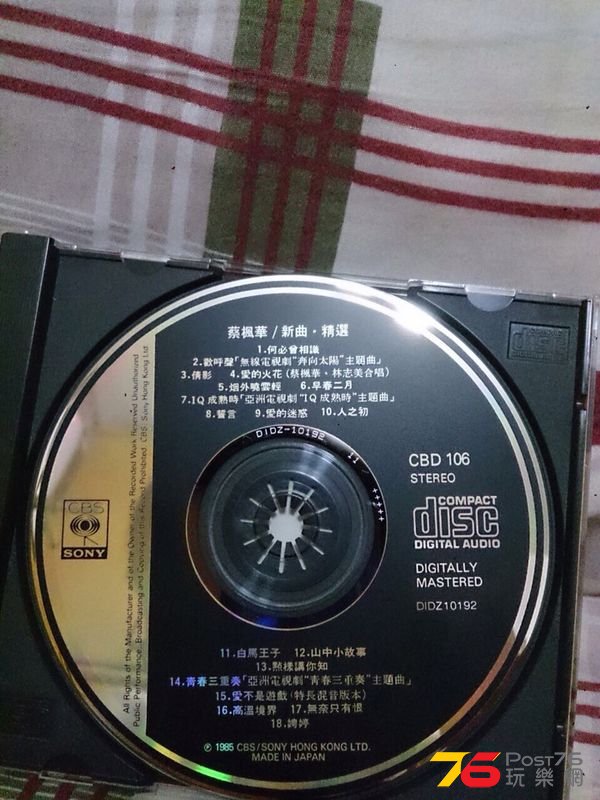 蔡楓華/新曲·精選
1.何必曾相識
2.歡呼聲「無線電視劇“奔向太陽”主題曲」
3.倩影 4.愛的火花(蔡楓華·林志美合唱)
5.烟外曉雲輕 6.早春二月
7.IQ成熟時「亞洲電視劇“IQ成熟時”主題曲」
8.誓言 9.愛的迷惑 10.人之初
DIDZ-10192 11 +++++
CBD 106
STEREO
COMPACT
disc
DIGITAL AUDIO
DIGITALLY
MASTERED
DIDZ10192
CBS
SONY
All Rights of the Manufacturer and of the Owner of the Recorded Work Reserved Unauthorized
Public Performance, Broadcasting and Copying of this Record Prohibited. CBS/Sony Hong Kong Ltd.
11.白馬王子 12.山中小故事
13.點樣講你知
14.青春三重奏「亞洲電視劇“青春三重奏”主題曲」
15.愛不是遊戲(特長混音版本)
16.高溫境界 17.無奈只有恨
18.娉婷
℗ 1985 CBS/SONY HONG KONG LTD.
MADE IN JAPAN
COMPACT
disc
76 POST76
玩樂網